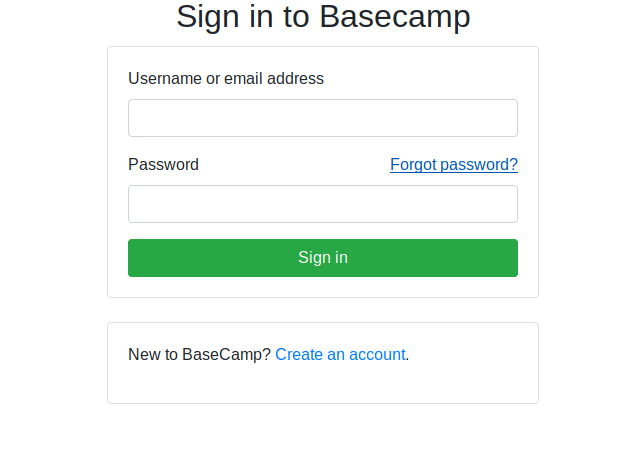 Sign in to Basecamp
Username or email address
Password Forgot password?
Sign in
New to BaseCamp? Create an account.